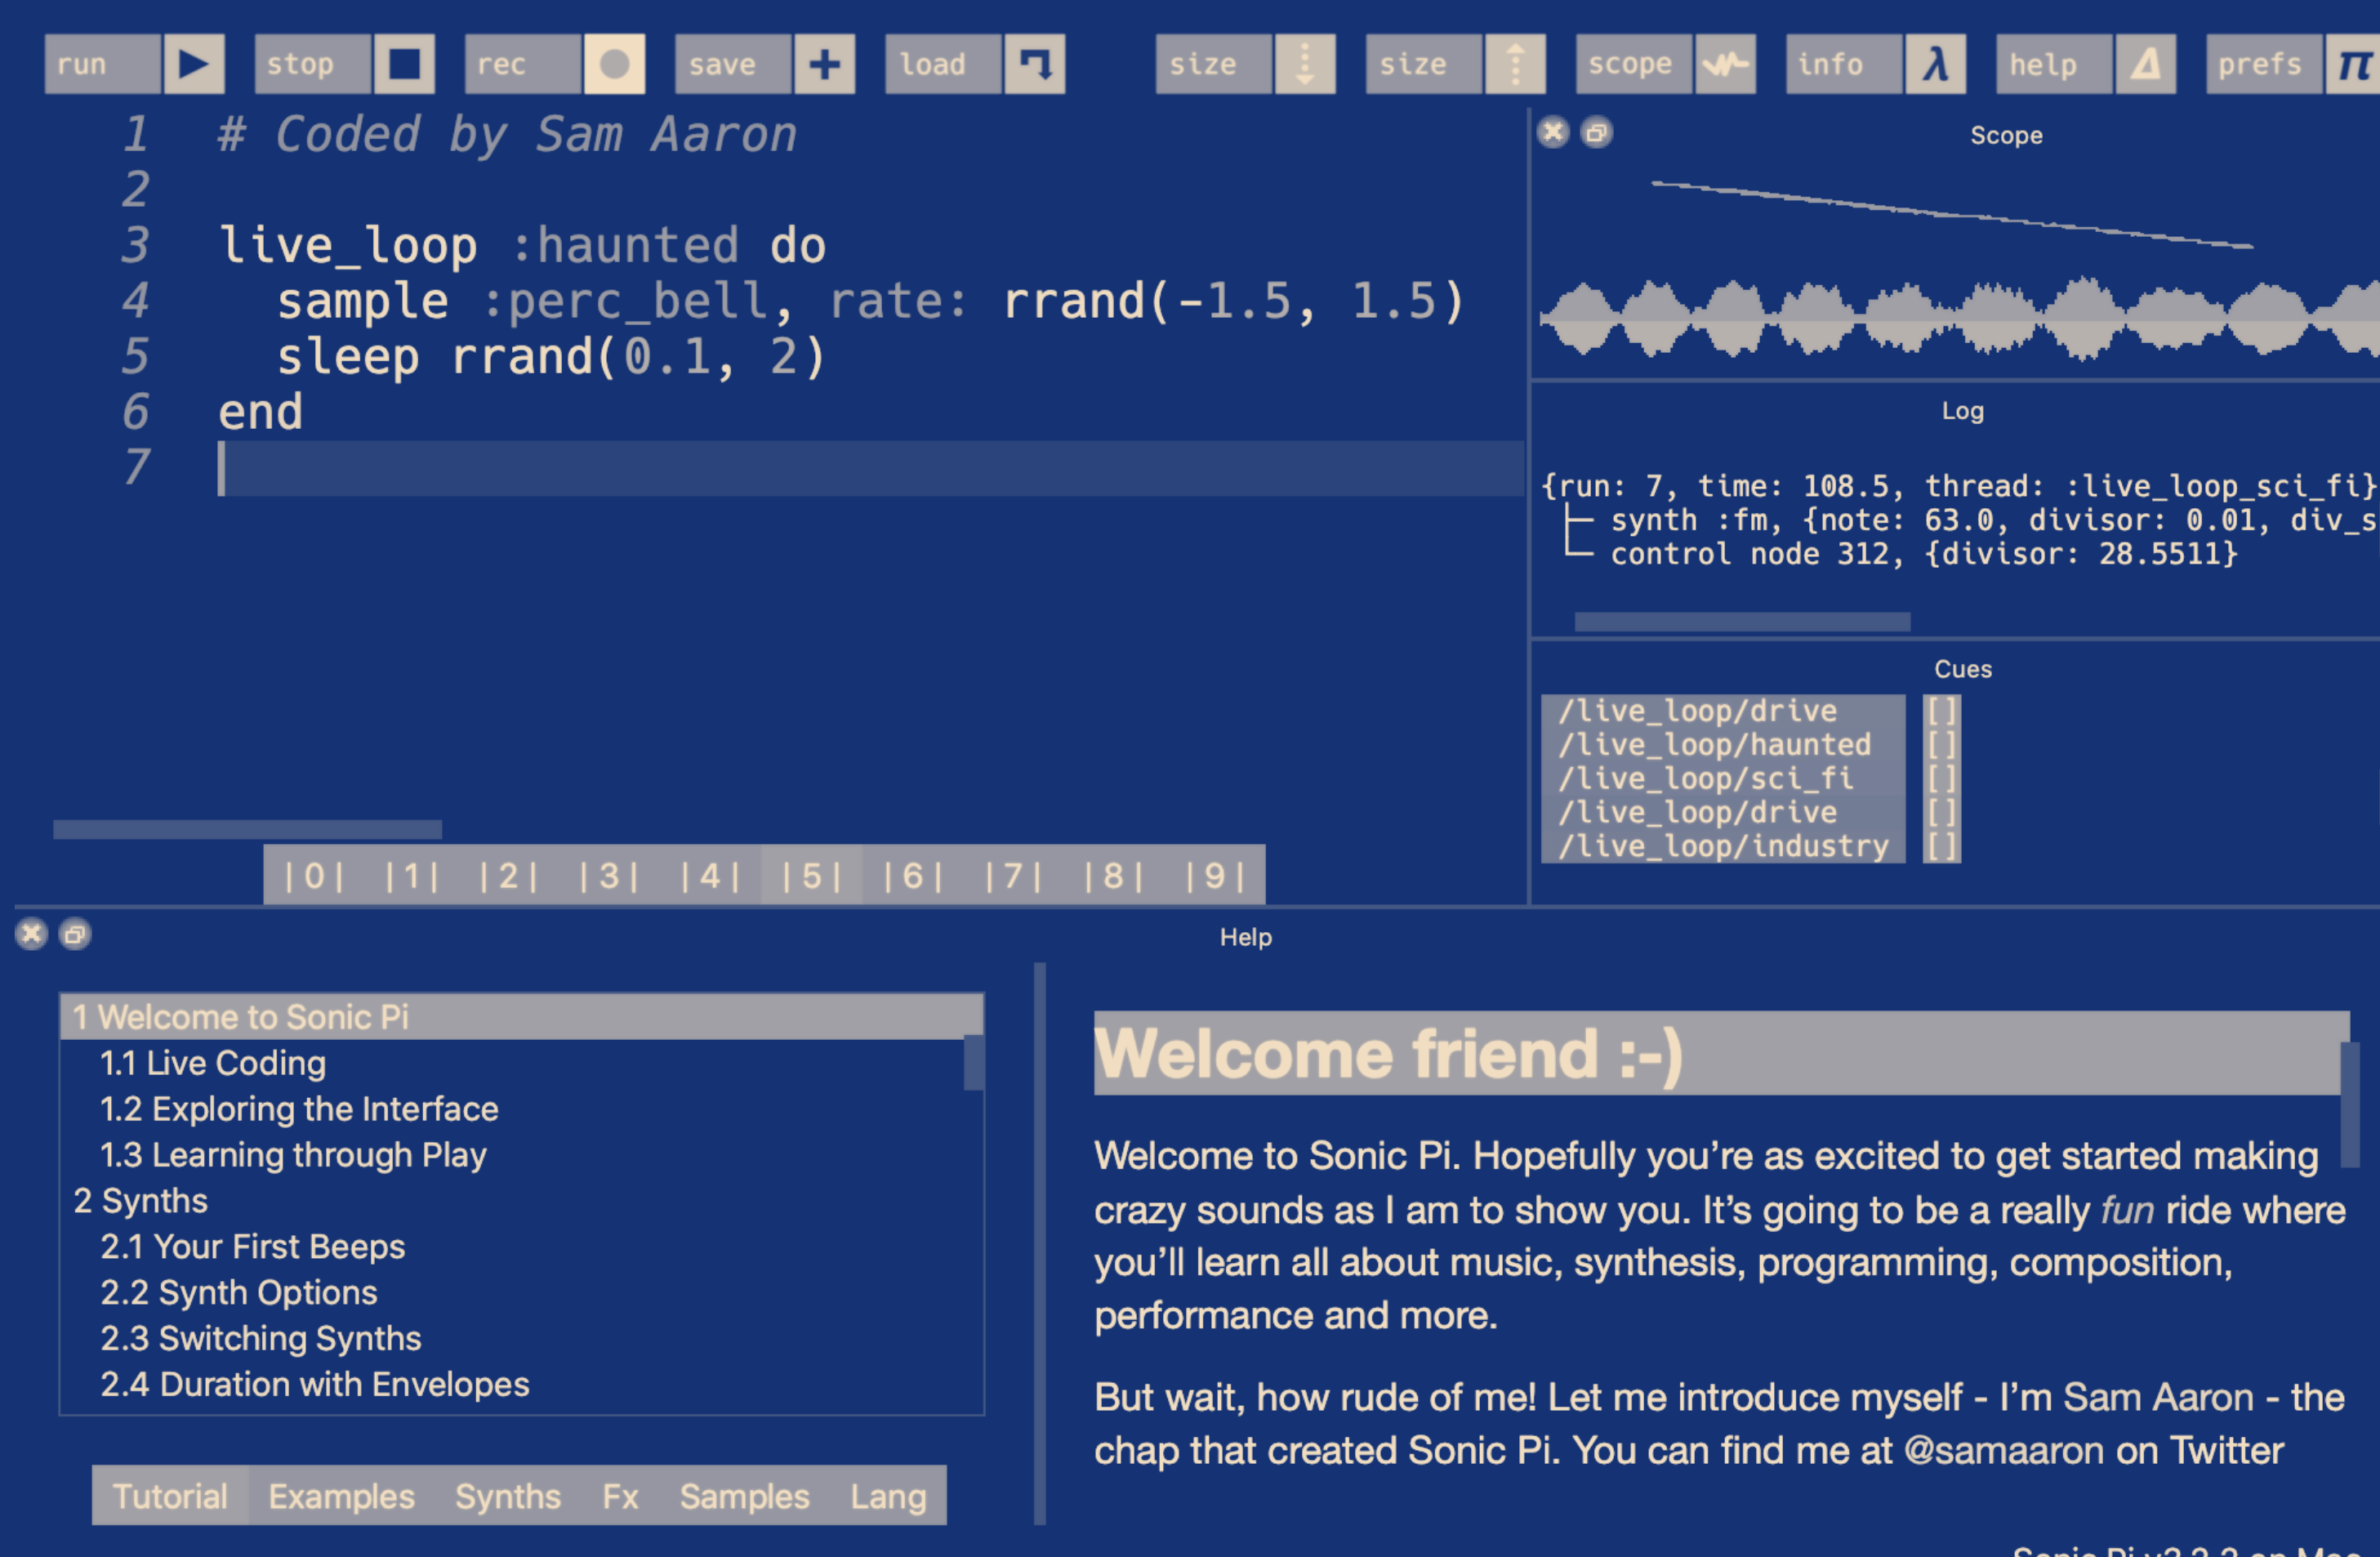 run stop rec save load size size scope info help prefs
1 # Coded by Sam Aaron
2
3 live_loop :haunted do
4 sample :perc_bell, rate: rrand(-1.5, 1.5)
5 sleep rrand(0.1, 2)
6 end
7
|0| |1| |2| |3| |4| |5| |6| |7| |8| |9|
Scope
Log
{run: 7, time: 108.5, thread: :live_loop_sci_fi}
├─ synth :fm, {note: 63.0, divisor: 0.01, div_s
└─ control node 312, {divisor: 28.5511}
Cues
/live_loop/drive []
/live_loop/haunted []
/live_loop/sci_fi []
/live_loop/drive []
/live_loop/industry []
Help
1 Welcome to Sonic Pi
1.1 Live Coding
1.2 Exploring the Interface
1.3 Learning through Play
2 Synths
2.1 Your First Beeps
2.2 Synth Options
2.3 Switching Synths
2.4 Duration with Envelopes
Tutorial Examples Synths Fx Samples Lang
Welcome friend :-)
Welcome to Sonic Pi. Hopefully you’re as excited to get started making
crazy sounds as I am to show you. It’s going to be a really fun ride where
you’ll learn all about music, synthesis, programming, composition,
performance and more.
But wait, how rude of me! Let me introduce myself - I’m Sam Aaron - the
chap that created Sonic Pi. You can find me at @samaaron on Twitter